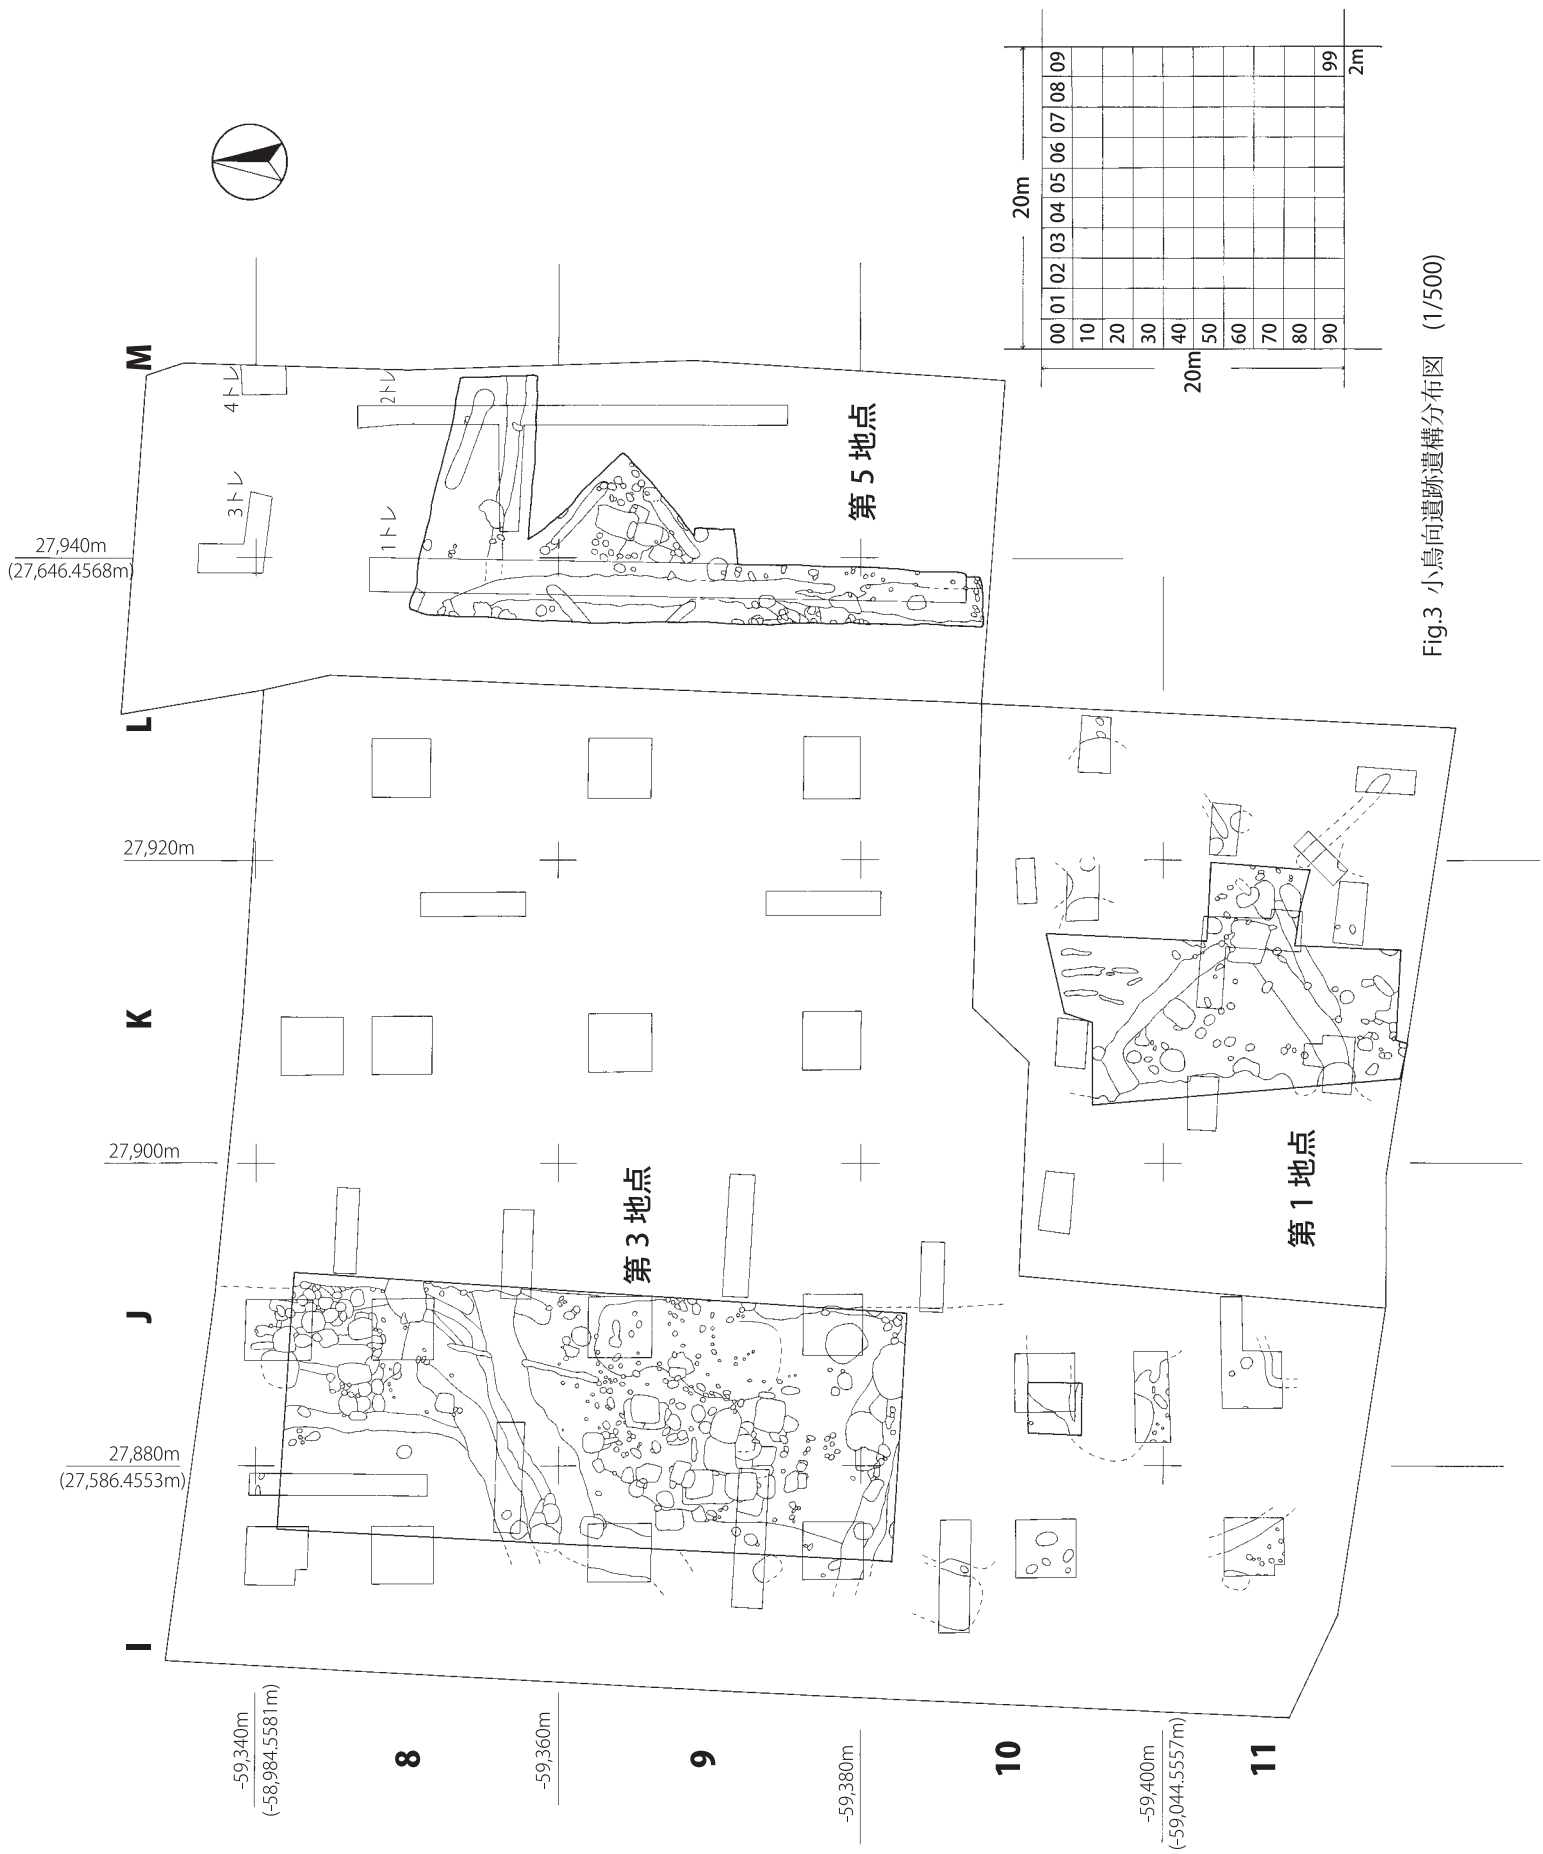 M
L
K
J
I
27,940m
(27,646.4568m)
27,920m
27,900m
27,880m
(27,586.4553m)
-59,340m
(-58,984.5581m)
-59,360m
-59,380m
-59,400m
(-59,044.5557m)
8
9
10
11
4トレ
3トレ
2トレ
1トレ
第5地点
第3地点
第1地点
20m
20m
00 01 02 03 04 05 06 07 08 09
10
20
30
40
50
60
70
80
90 99
2m
Fig.3 小鳥向遺跡遺構分布図 (1/500)